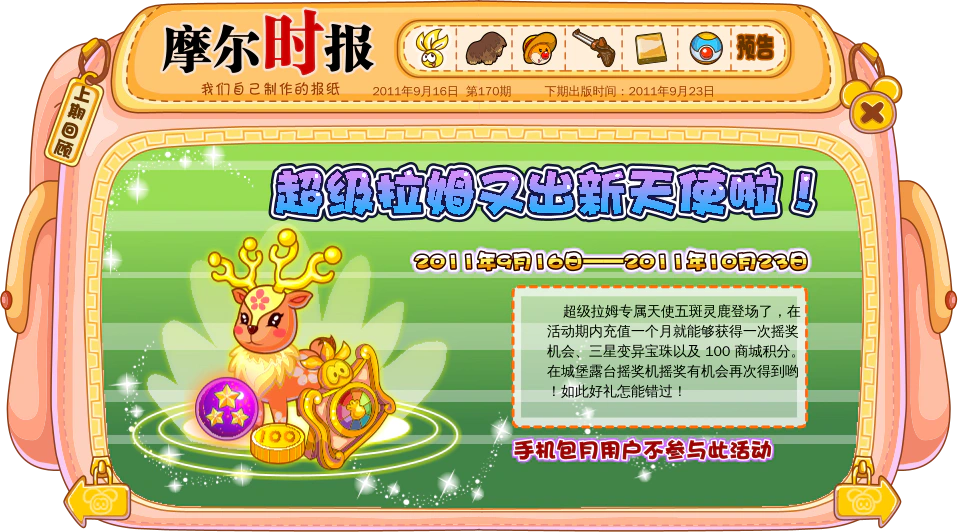 摩尔时报
预告
我们自己制作的报纸
2011年9月16日 第170期
下期出版时间：2011年9月23日
上期回顾
超级拉姆又出新天使啦！
2011年9月16日——2011年10月23日
超级拉姆专属天使五斑灵鹿登场了，在
活动期内充值一个月就能够获得一次摇奖
机会、三星变异宝珠以及 100 商城积分。
在城堡露台摇奖机摇奖有机会再次得到哟
！如此好礼怎能错过！
手机包月用户不参与此活动